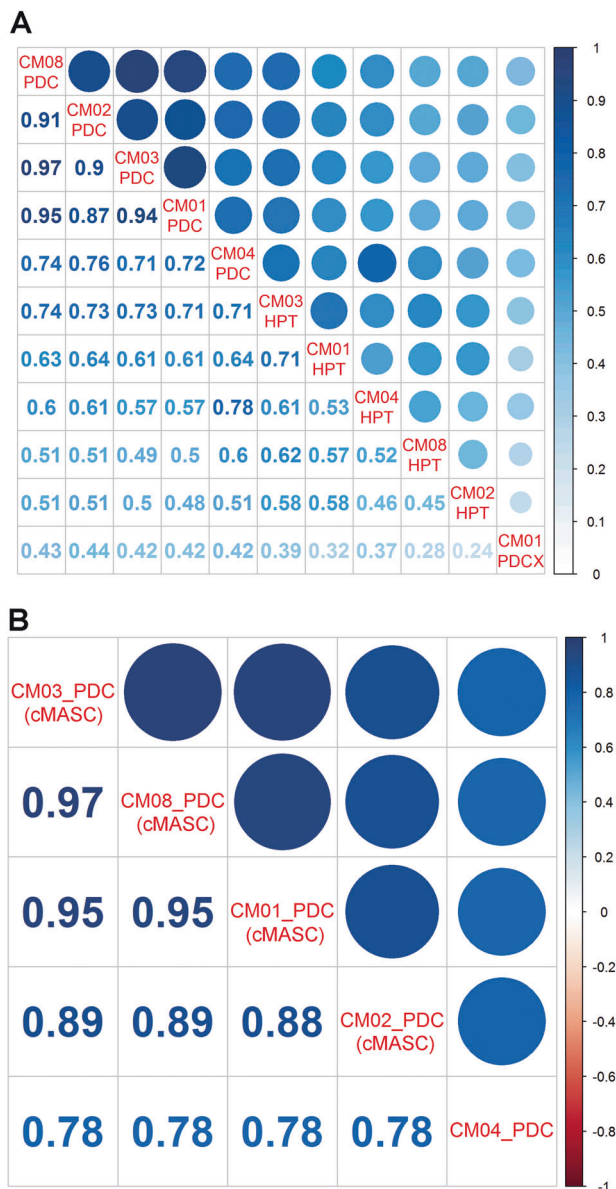 A
CM08
PDC
1
0.9
0.91
CM02
PDC
0.8
0.97
0.9
CM03
PDC
0.7
0.95
0.87
0.94
CM01
PDC
0.6
0.74
0.76
0.71
0.72
CM04
PDC
0.5
0.74
0.73
0.73
0.71
0.71
CM03
HPT
0.4
0.63
0.64
0.61
0.61
0.64
0.71
CM01
HPT
0.3
0.6
0.61
0.57
0.57
0.78
0.61
0.53
CM04
HPT
0.2
0.51
0.51
0.49
0.5
0.6
0.62
0.57
0.52
CM08
HPT
0.1
0.51
0.51
0.5
0.48
0.51
0.58
0.58
0.46
0.45
CM02
HPT
0
0.43
0.44
0.42
0.42
0.42
0.39
0.32
0.37
0.28
0.24
CM01
PDCX
B
CM03_PDC
(cMASC)
1
0.8
0.97
CM08_PDC
(cMASC)
0.6
0.4
0.2
0.95
0.95
CM01_PDC
(cMASC)
0
-0.2
0.89
0.89
0.88
CM02_PDC
(cMASC)
-0.4
-0.6
0.78
0.78
0.78
0.78
CM04_PDC
-0.8
-1